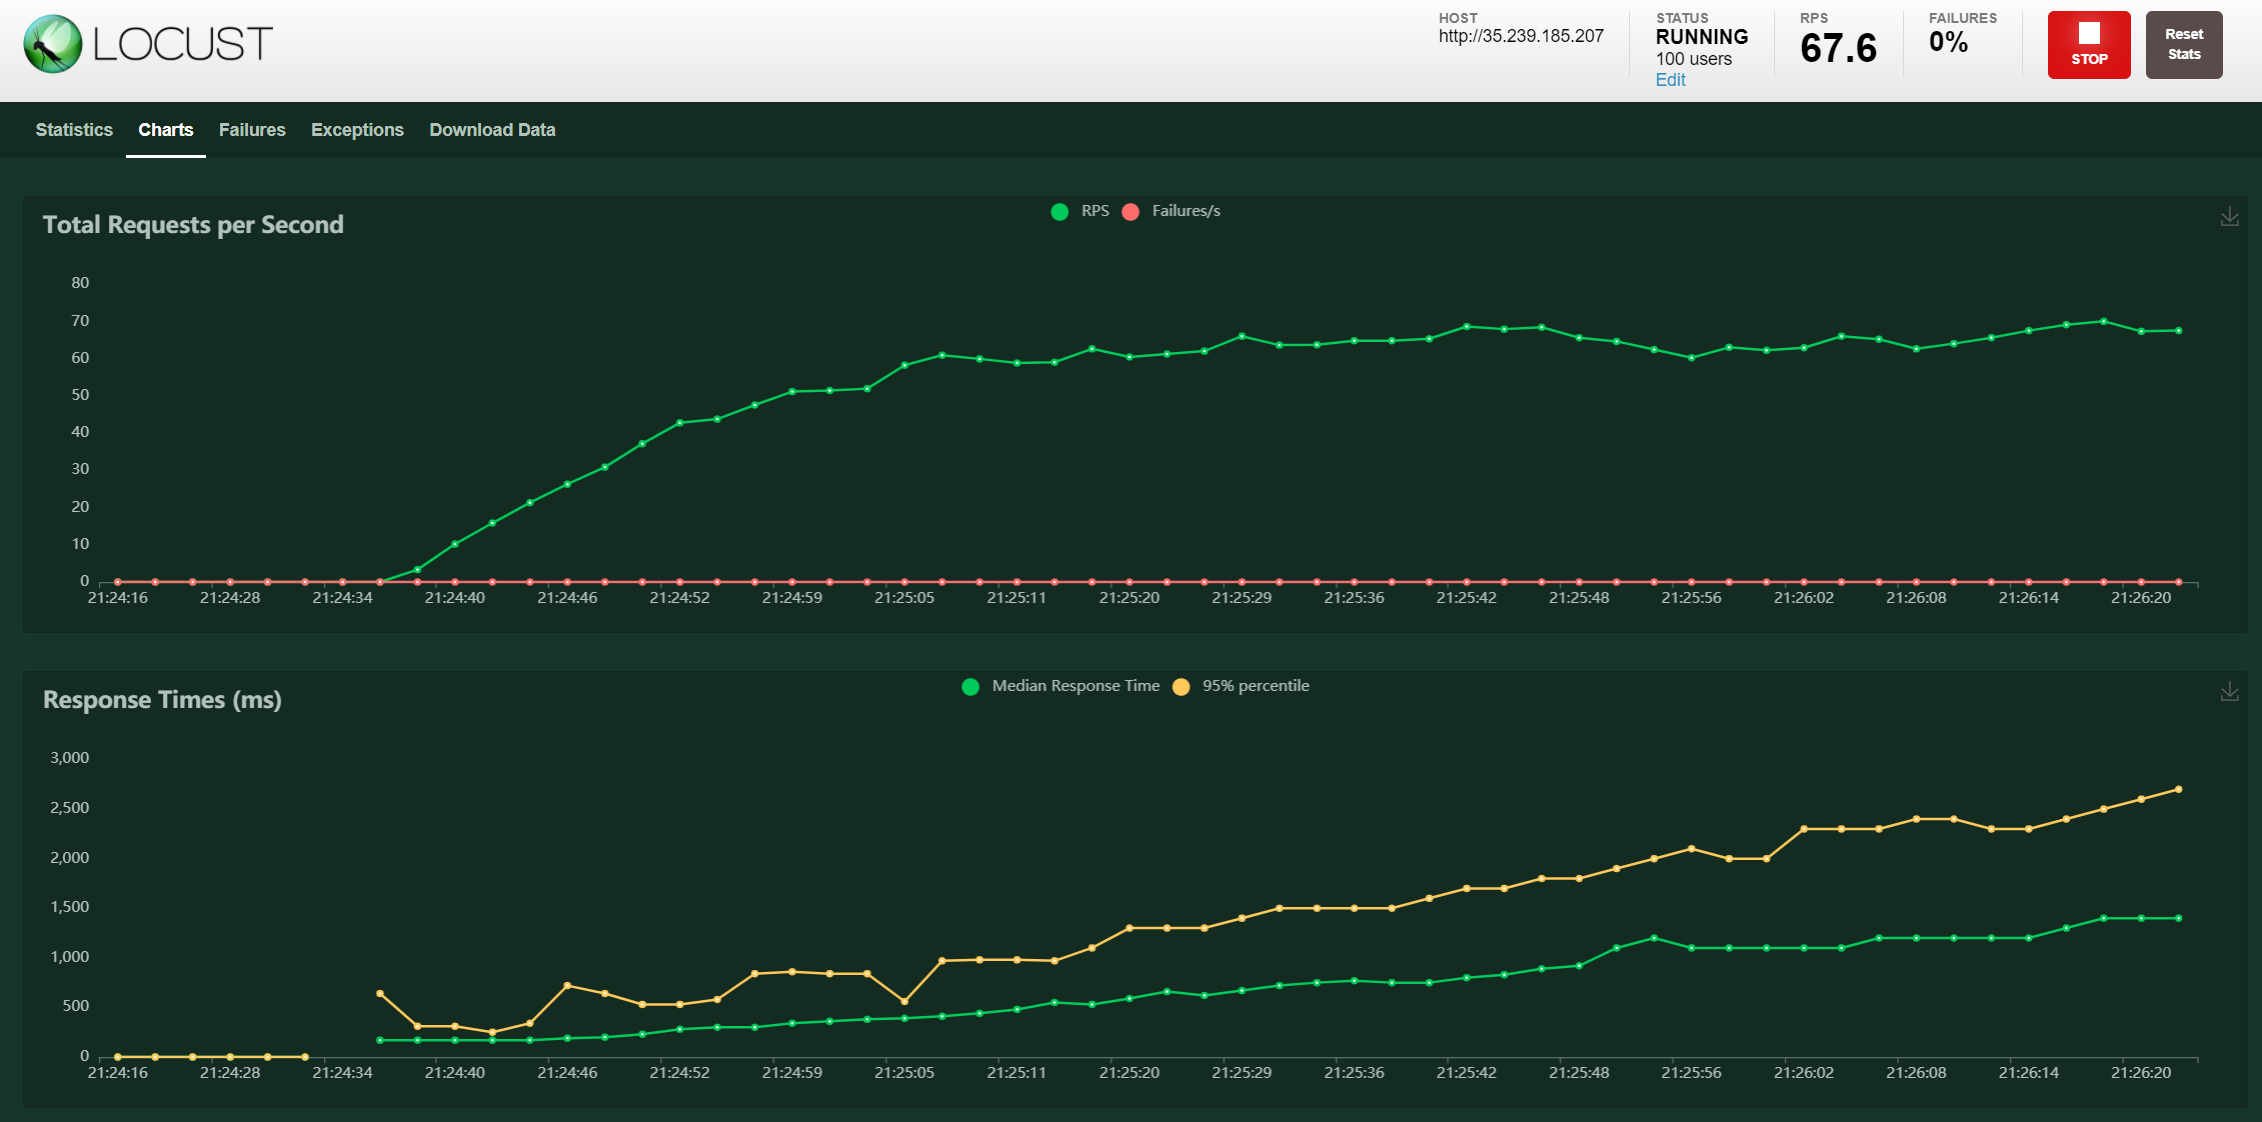 LOCUST
HOST
http://35.239.185.207
STATUS
RUNNING
100 users
Edit
RPS
67.6
FAILURES
0%
STOP
Reset
Stats
Statistics Charts Failures Exceptions Download Data
Total Requests per Second
RPS Failures/s
80
70
60
50
40
30
20
10
0
21:24:16 21:24:28 21:24:34 21:24:40 21:24:46 21:24:52 21:24:59 21:25:05 21:25:11 21:25:20 21:25:29 21:25:36 21:25:42 21:25:48 21:25:56 21:26:02 21:26:08 21:26:14 21:26:20
Response Times (ms)
Median Response Time 95% percentile
3,000
2,500
2,000
1,500
1,000
500
0
21:24:16 21:24:28 21:24:34 21:24:40 21:24:46 21:24:52 21:24:59 21:25:05 21:25:11 21:25:20 21:25:29 21:25:36 21:25:42 21:25:48 21:25:56 21:26:02 21:26:08 21:26:14 21:26:20